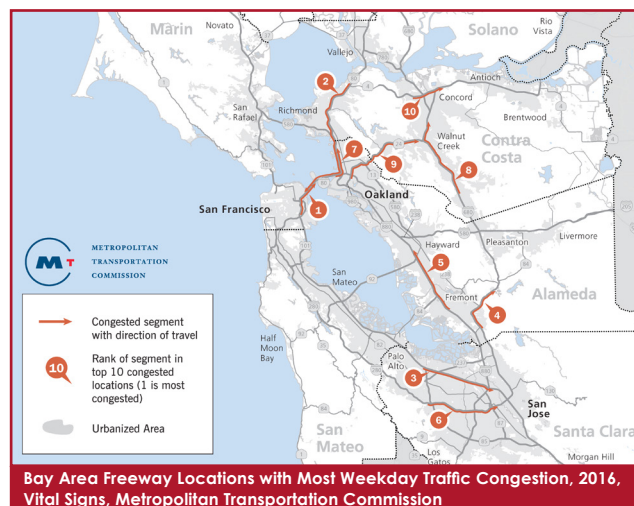 Marin
Novato
Solano
Rio
Vista
Vallejo
Antioch
San
Rafael
Richmond
Concord
Brentwood
Walnut
Creek
Contra
Costa
2
10
7
9
8
San Francisco
1
Oakland
Hayward
Pleasanton
Livermore
San
Mateo
5
Fremont
Alameda
4
Half
Moon
Bay
Palo
Alto
3
6
San
Jose
Santa Clara
San
Mateo
Los
Gatos
Morgan Hill
MT
METROPOLITAN
TRANSPORTATION
COMMISSION
Congested segment
with direction of travel
10
Rank of segment in
top 10 congested
locations (1 is most
congested)
Urbanized Area
Bay Area Freeway Locations with Most Weekday Traffic Congestion, 2016,
Vital Signs, Metropolitan Transportation Commission